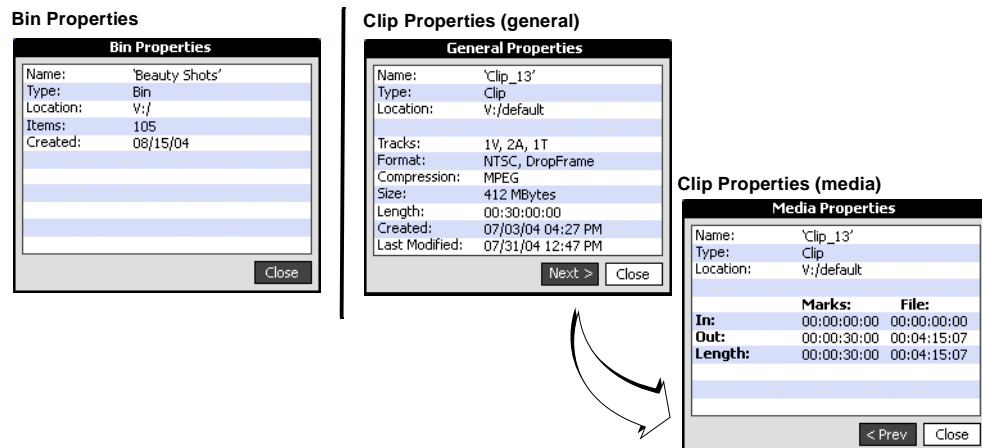 Bin Properties
Bin Properties
Name: 'Beauty Shots'
Type: Bin
Location: V:/
Items: 105
Created: 08/15/04
Close
Clip Properties (general)
General Properties
Name: 'Clip_13'
Type: Clip
Location: V:/default
Tracks: 1V, 2A, 1T
Format: NTSC, DropFrame
Compression: MPEG
Size: 412 MBytes
Length: 00:30:00:00
Created: 07/03/04 04:27 PM
Last Modified: 07/31/04 12:47 PM
Next > Close
Clip Properties (media)
Media Properties
Name: 'Clip_13'
Type: Clip
Location: V:/default
Marks: File:
In: 00:00:00:00 00:00:00:00
Out: 00:00:30:00 00:04:15:07
Length: 00:00:30:00 00:04:15:07
< Prev Close